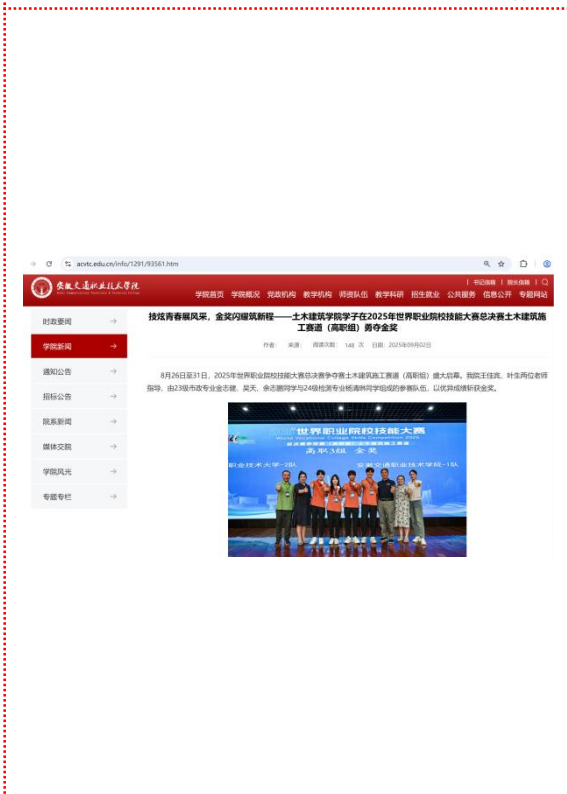 acvtc.edu.cn/info/1291/93561.htm
安徽交通职业技术学院
书记信箱 | 院长信箱 |
学院首页 学院概况 党政机构 教学机构 师资队伍 教学科研 招生就业 公共服务 信息公开 专题网站
时政要闻 →
学院新闻 →
通知公告 →
招标公告 →
院系新闻 →
媒体交院 →
学院风光 →
专题专栏 →
技炫青春展风采，金奖闪耀筑新程——土木建筑学院学子在2025年世界职业院校技能大赛总决赛土木建筑施
工赛道（高职组）勇夺金奖
作者： 来源： 阅读次数： 148 次 日期: 2025年09月02日
8月26日至31日，2025年世界职业院校技能大赛总决赛争夺赛土木建筑施工赛道（高职组）盛大启幕。我院王佳宾、叶生两位老师
指导，由23级市政专业金志健、吴天、余志鹏同学与24级检测专业杨清林同学组成的参赛队伍，以优异成绩斩获金奖。
世界职业院校技能大赛
World Vocational College Skills Competition 2025
高职3组 金奖
职业技术大学-2队 安徽交通职业技术学院-1队